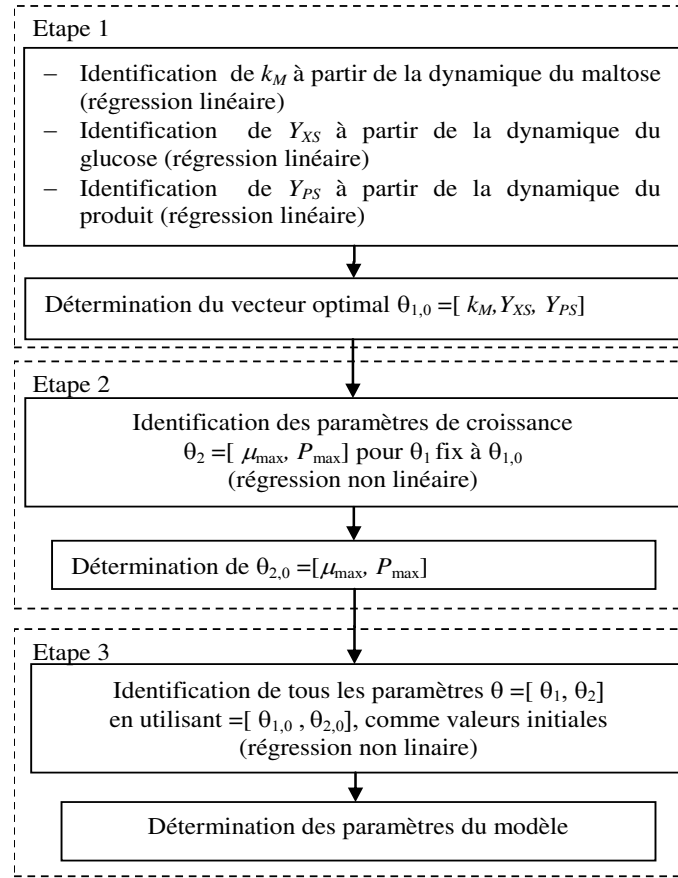 Etape 1
– Identification de k_M à partir de la dynamique du maltose
(régression linéaire)
– Identification de Y_XS à partir de la dynamique du
glucose (régression linéaire)
– Identification de Y_PS à partir de la dynamique du
produit (régression linéaire)
Détermination du vecteur optimal θ_1,0 =[ k_M, Y_XS, Y_PS]
Etape 2
Identification des paramètres de croissance
θ_2 =[ μ_max, P_max] pour θ_1 fix à θ_1,0
(régression non linéaire)
Détermination de θ_2,0 =[μ_max, P_max]
Etape 3
Identification de tous les paramètres θ =[ θ_1, θ_2]
en utilisant =[ θ_1,0 , θ_2,0], comme valeurs initiales
(régression non linaire)
Détermination des paramètres du modèle